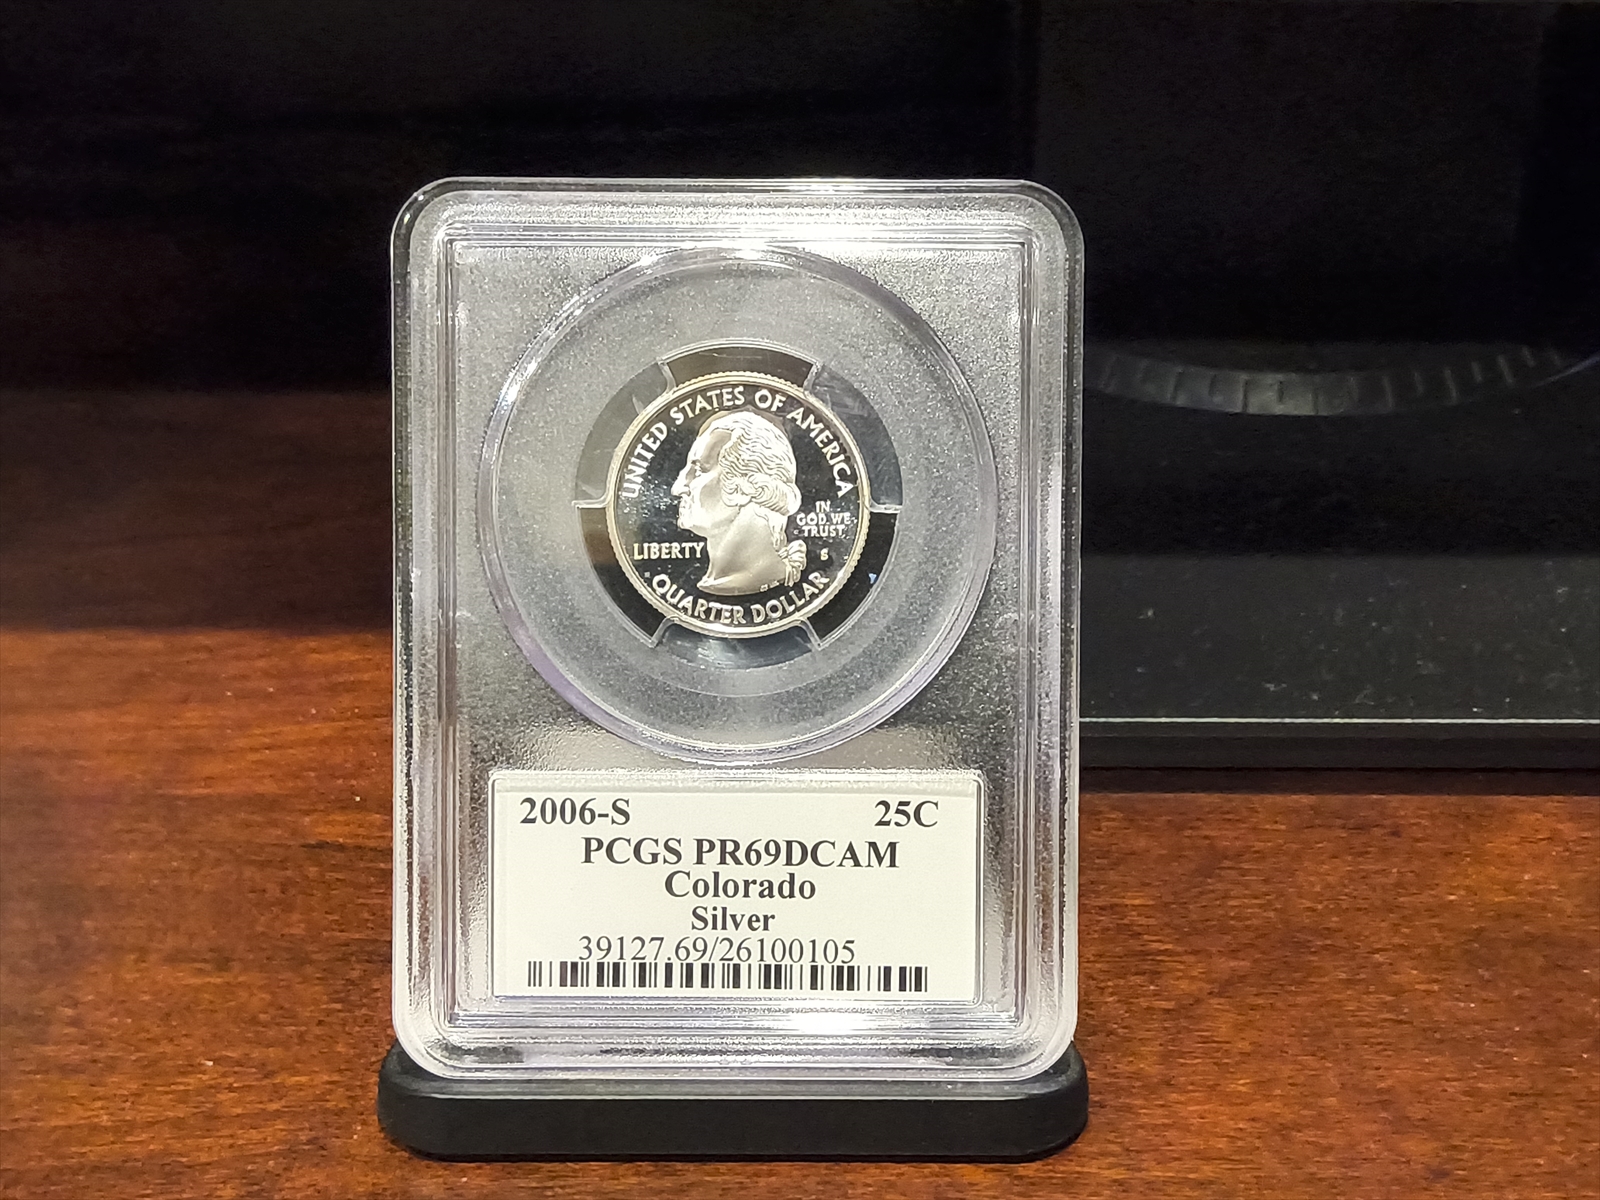 UNITED STATES OF AMERICA
IN
GOD WE
TRUST
LIBERTY
S
QUARTER DOLLAR
2006-S 25C
PCGS PR69DCAM
Colorado
Silver
39127.69/26100105